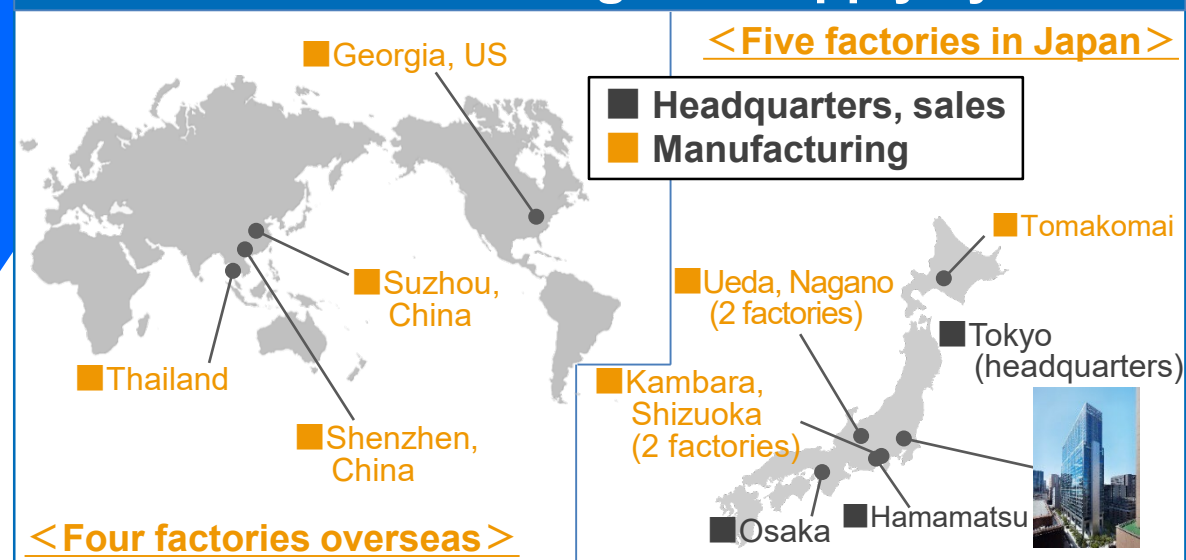 <Five factories in Japan>
■Georgia, US
■ Headquarters, sales
■ Manufacturing
■Tomakomai
■Suzhou,
China
■Ueda, Nagano
(2 factories)
■Tokyo
(headquarters)
■Thailand
■Kambara,
Shizuoka
(2 factories)
■Shenzhen,
China
■Osaka
■Hamamatsu
<Four factories overseas>